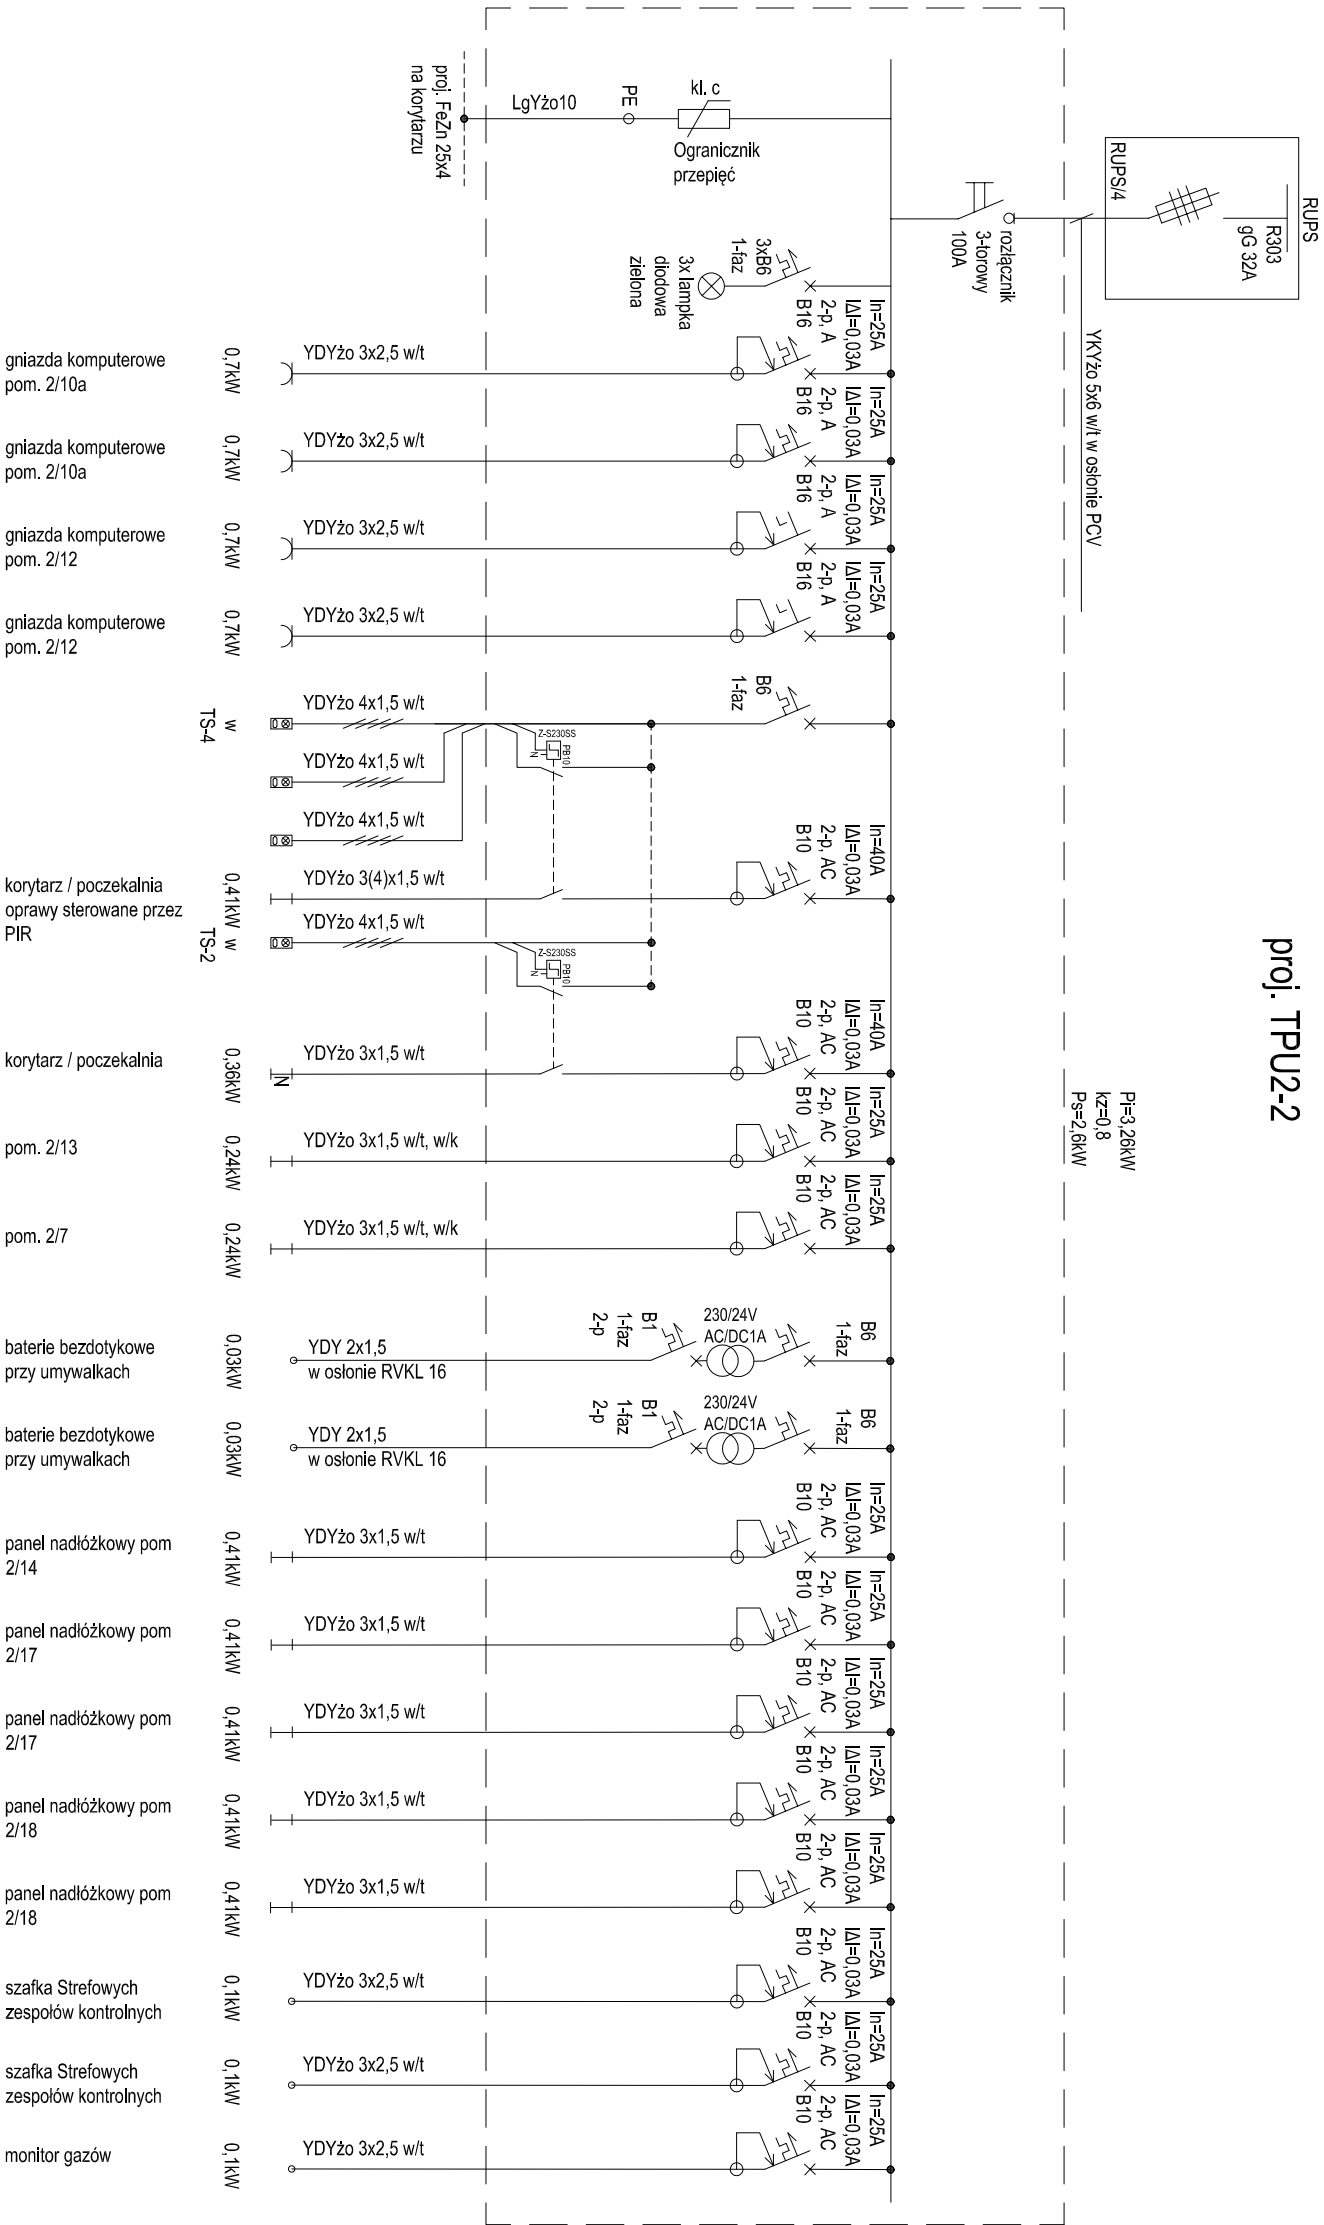 proj. TPU2-2
Pi=3,26kW
kz=0,8
Ps=2,6kW
RUPS
R303
gG 32A
RUPS/4
YKYżo 5x6 w/t w osłonie PCV
rozłącznik
3-torowy
100A
kl. c
Ogranicznik
przepięć
PE
LgYżo10
proj. FeZn 25x4
na korytarzu
3xB6
1-faz
3x lampka
diodowa
zielona
In=25A
I∆I=0,03A
2-p, A
B16
YDYżo 3x2,5 w/t
0,7kW
gniazda komputerowe
pom. 2/10a
In=25A
I∆I=0,03A
2-p, A
B16
YDYżo 3x2,5 w/t
0,7kW
gniazda komputerowe
pom. 2/10a
In=25A
I∆I=0,03A
2-p, A
B16
YDYżo 3x2,5 w/t
0,7kW
gniazda komputerowe
pom. 2/12
In=25A
I∆I=0,03A
2-p, A
B16
YDYżo 3x2,5 w/t
0,7kW
gniazda komputerowe
pom. 2/12
B6
1-faz
YDYżo 4x1,5 w/t
w
TS-4
Z-S230SS
PB10
N
YDYżo 4x1,5 w/t
YDYżo 4x1,5 w/t
In=40A
I∆I=0,03A
2-p, AC
B10
YDYżo 3(4)x1,5 w/t
0,41kW
korytarz / poczekalnia
oprawy sterowane przez
PIR
YDYżo 4x1,5 w/t
w
TS-2
Z-S230SS
PB10
N
In=40A
I∆I=0,03A
2-p, AC
B10
YDYżo 3x1,5 w/t
N
0,36kW
korytarz / poczekalnia
In=25A
I∆I=0,03A
2-p, AC
B10
YDYżo 3x1,5 w/t, w/k
0,24kW
pom. 2/13
In=25A
I∆I=0,03A
2-p, AC
B10
YDYżo 3x1,5 w/t, w/k
0,24kW
pom. 2/7
B6
1-faz
230/24V
AC/DC1A
B1
1-faz
2-p
YDY 2x1,5
w osłonie RVKL 16
0,03kW
baterie bezdotykowe
przy umywalkach
B6
1-faz
230/24V
AC/DC1A
B1
1-faz
2-p
YDY 2x1,5
w osłonie RVKL 16
0,03kW
baterie bezdotykowe
przy umywalkach
In=25A
I∆I=0,03A
2-p, AC
B10
YDYżo 3x1,5 w/t
0,41kW
panel nadłóżkowy pom
2/14
In=25A
I∆I=0,03A
2-p, AC
B10
YDYżo 3x1,5 w/t
0,41kW
panel nadłóżkowy pom
2/17
In=25A
I∆I=0,03A
2-p, AC
B10
YDYżo 3x1,5 w/t
0,41kW
panel nadłóżkowy pom
2/17
In=25A
I∆I=0,03A
2-p, AC
B10
YDYżo 3x1,5 w/t
0,41kW
panel nadłóżkowy pom
2/18
In=25A
I∆I=0,03A
2-p, AC
B10
YDYżo 3x1,5 w/t
0,41kW
panel nadłóżkowy pom
2/18
In=25A
I∆I=0,03A
2-p, AC
B10
YDYżo 3x2,5 w/t
0,1kW
szafka Strefowych
zespołów kontrolnych
In=25A
I∆I=0,03A
2-p, AC
B10
YDYżo 3x2,5 w/t
0,1kW
szafka Strefowych
zespołów kontrolnych
In=25A
I∆I=0,03A
2-p, AC
B10
YDYżo 3x2,5 w/t
0,1kW
monitor gazów